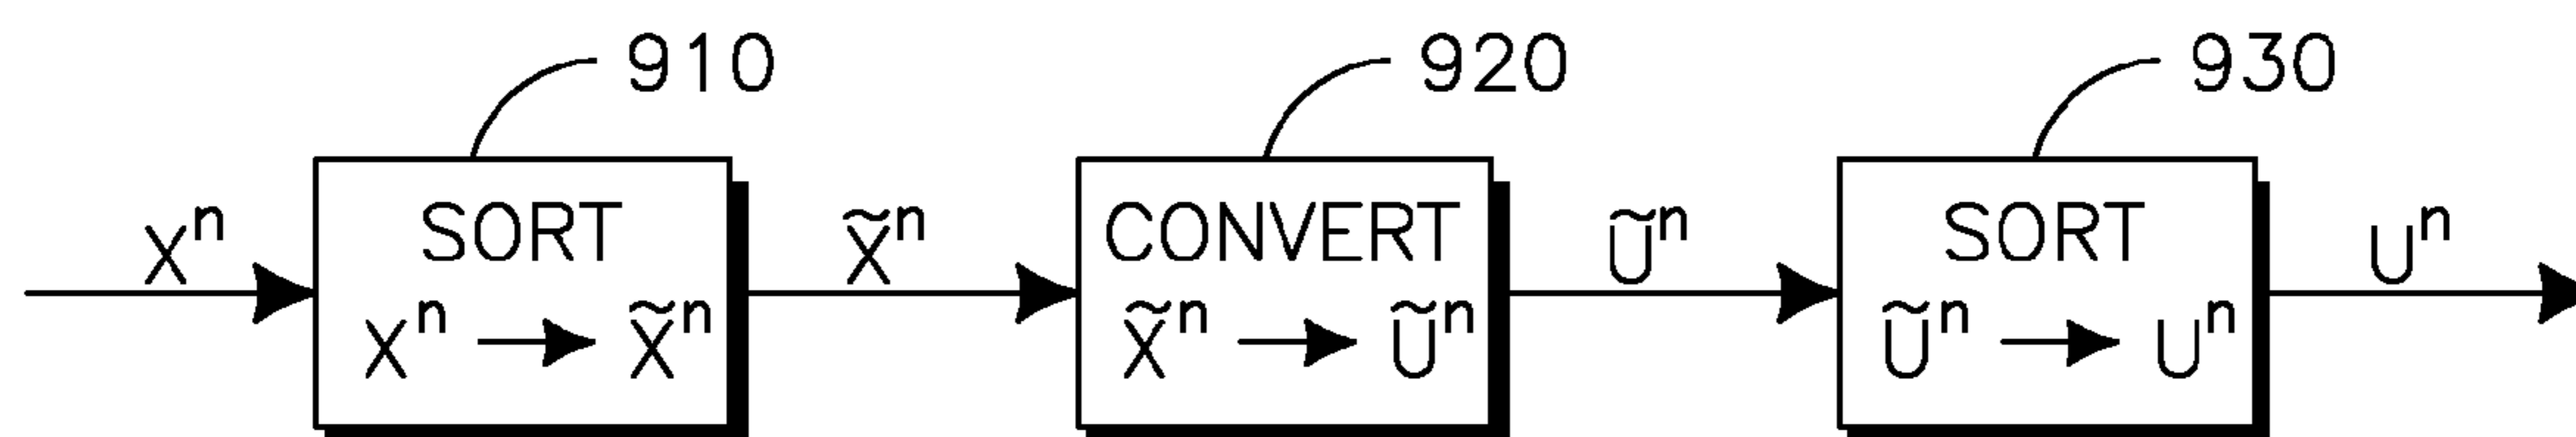 910 920 930
Xⁿ SORT X̃ⁿ CONVERT Ũⁿ SORT Uⁿ
Xⁿ → X̃ⁿ X̃ⁿ → Ũⁿ Ũⁿ → Uⁿ